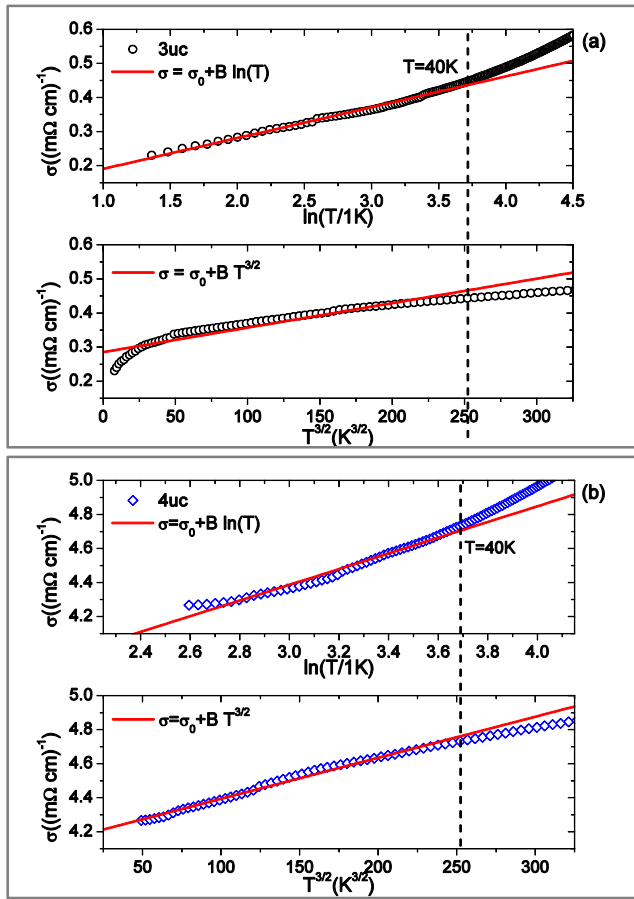 (a)
0.6
0.5
0.4
0.3
0.2
σ((mΩ cm)⁻¹
3uc
σ = σ₀+B ln(T)
T=40K
1.0 1.5 2.0 2.5 3.0 3.5 4.0 4.5
ln(T/1K)
0.6
0.5
0.4
0.3
0.2
σ((mΩ cm)⁻¹
σ = σ₀+B T³/²
0 50 100 150 200 250 300
T³/²(K³/²)
(b)
5.0
4.8
4.6
4.4
4.2
σ((mΩ cm)⁻¹
4uc
σ=σ₀+B ln(T)
T=40K
2.4 2.6 2.8 3.0 3.2 3.4 3.6 3.8 4.0
ln(T/1K)
5.0
4.8
4.6
4.4
4.2
σ((mΩ cm)⁻¹
σ=σ₀+B T³/²
50 100 150 200 250 300
T³/²(K³/²)